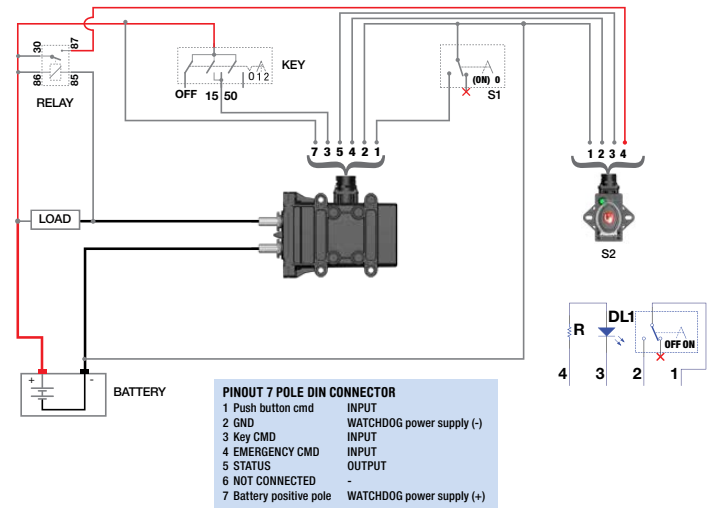 30
87
86
85
RELAY
KEY
0 1 2
OFF 15 50
(ON) 0
S1
7 3 5 4 2 1
1 2 3 4
S2
LOAD
+ -
BATTERY
R
DL1
OFF ON
4 3 2 1
PINOUT 7 POLE DIN CONNECTOR
1 Push button cmd INPUT
2 GND WATCHDOG power supply (-)
3 Key CMD INPUT
4 EMERGENCY CMD INPUT
5 STATUS OUTPUT
6 NOT CONNECTED -
7 Battery positive pole WATCHDOG power supply (+)